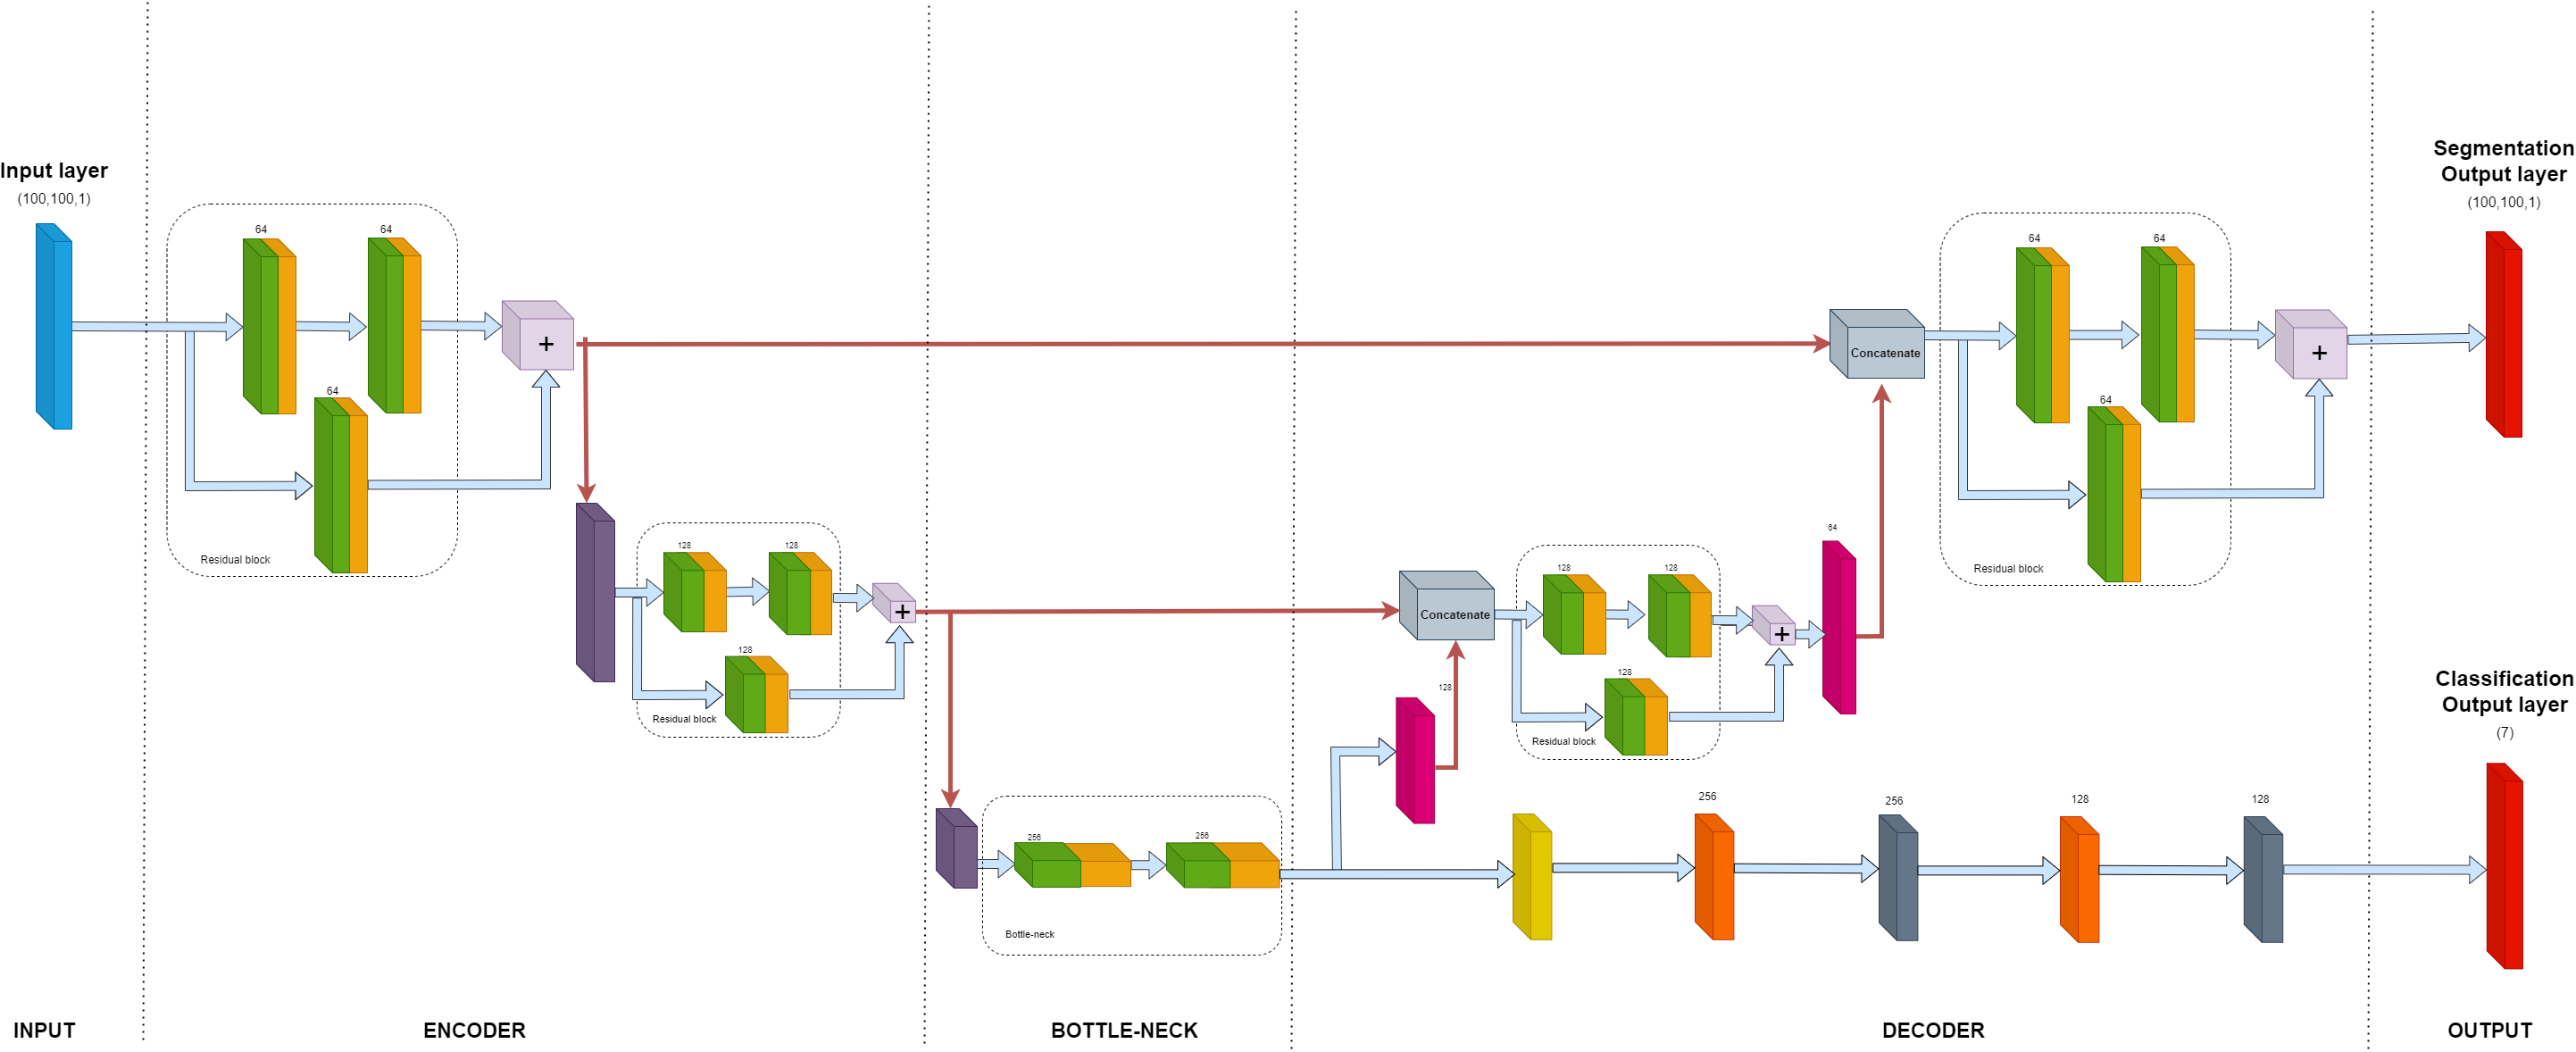 Input layer
(100,100,1)
64
64
64
+
Residual block
128
128
128
+
Residual block
256
256
Bottle-neck
Concatenate
128
128
128
128
+
Residual block
64
Concatenate
64
64
64
+
Residual block
256
256
128
128
Segmentation
Output layer
(100,100,1)
Classification
Output layer
(7)
INPUT
ENCODER
BOTTLE-NECK
DECODER
OUTPUT